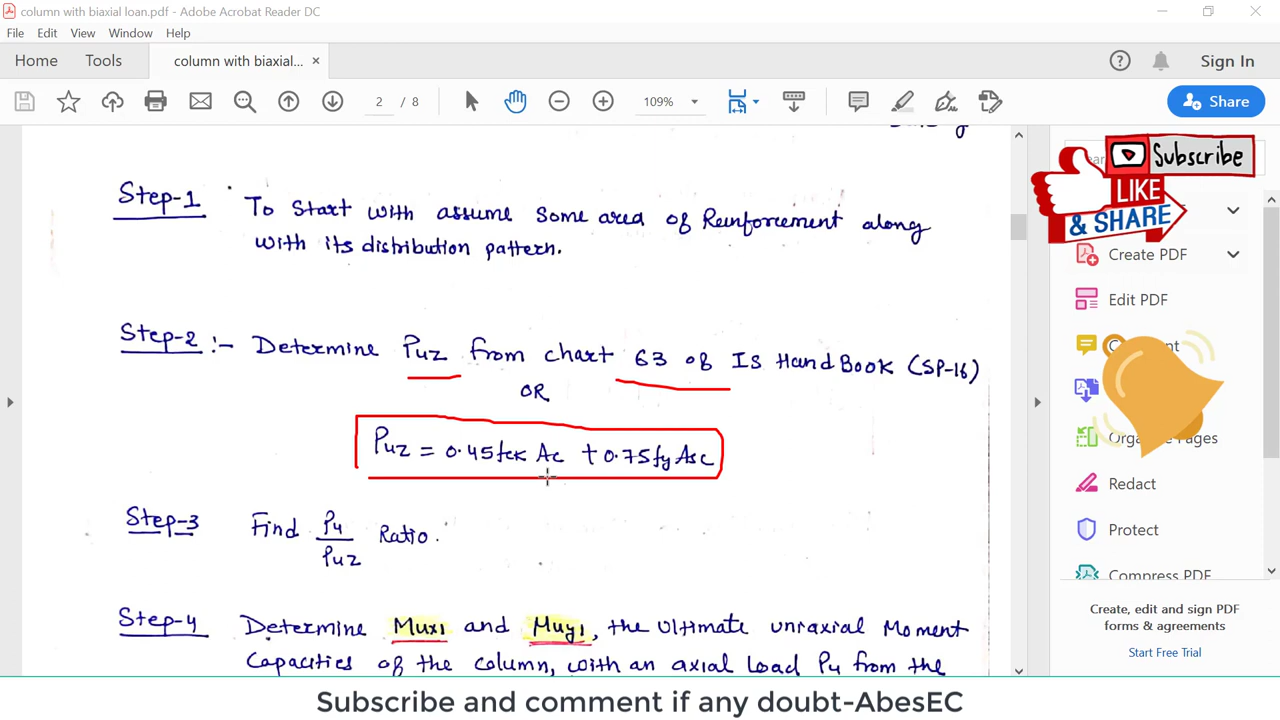 column with biaxial loan.pdf - Adobe Acrobat Reader DC
File Edit View Window Help
Home Tools column with biaxial... × Sign In
2 / 8 109% Share
Subscribe
LIKE
& SHARE
Step-1 To Start with assume some area of Reinforcement along
with its distribution pattern.
Create PDF
Edit PDF
Step-2 :- Determine Puz from chart 63 of IS HandBook (SP-16)
OR
Puz = 0.45fck Ac + 0.75fy Asc
Redact
Step-3 Find Pu/Puz Ratio.
Protect
Compress PDF
Step-4 Determine Mux1 and Muy1, the Ultimate uniaxial Moment
Capacities of the column, with an axial Load Pu from the
Create, edit and sign PDF
forms & agreements
Start Free Trial
Subscribe and comment if any doubt-AbesEC